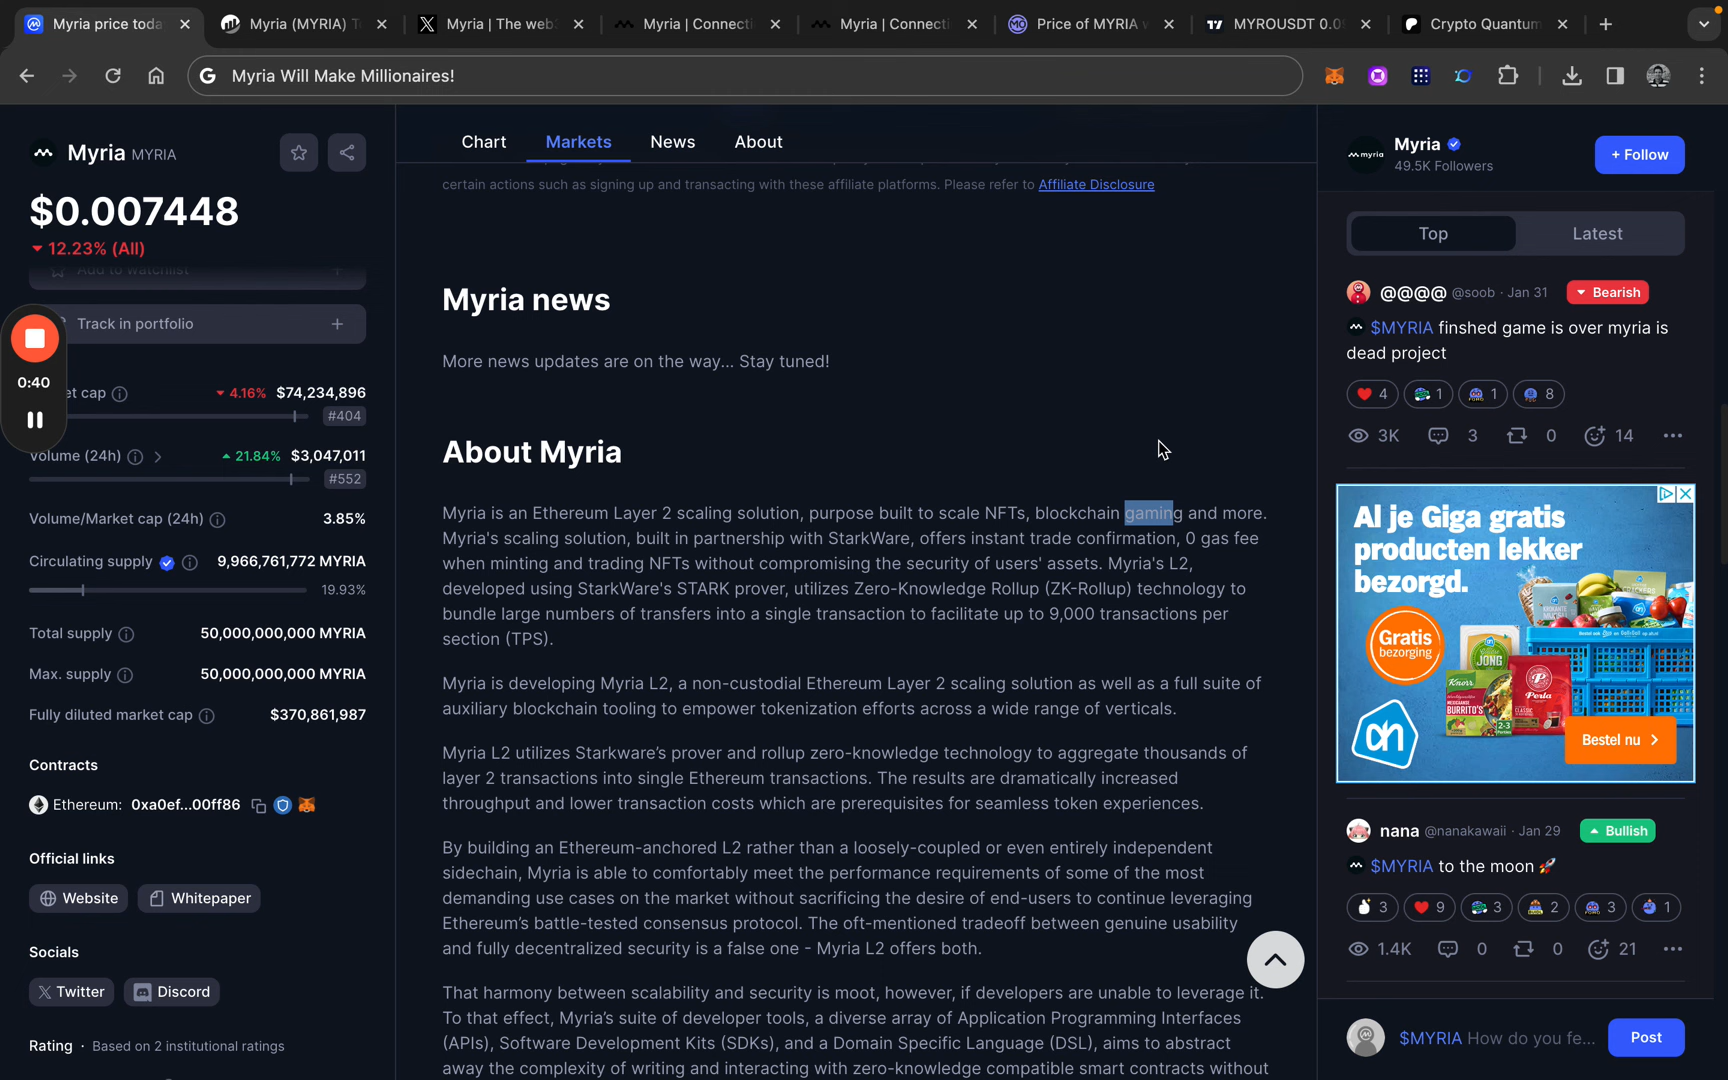 Myria price toda
Myria (MYRIA) T
Myria | The web
Myria | Connecti
Myria | Connecti
Price of MYRIA
MYROUSDT 0.0
Crypto Quantum
Myria Will Make Millionaires!
Myria MYRIA
$0.007448
12.23% (All)
Add to watchlist
Track in portfolio
0:40
et cap 4.16% $74,234,896
#404
Volume (24h) 21.84% $3,047,011
#552
Volume/Market cap (24h) 3.85%
Circulating supply 9,966,761,772 MYRIA
19.93%
Total supply 50,000,000,000 MYRIA
Max. supply 50,000,000,000 MYRIA
Fully diluted market cap $370,861,987
Contracts
Ethereum: 0xa0ef...00ff86
Official links
Website Whitepaper
Socials
Twitter Discord
Rating · Based on 2 institutional ratings
Chart Markets News About
certain actions such as signing up and transacting with these affiliate platforms. Please refer to Affiliate Disclosure
Myria news
More news updates are on the way... Stay tuned!
About Myria
Myria is an Ethereum Layer 2 scaling solution, purpose built to scale NFTs, blockchain gaming and more.
Myria's scaling solution, built in partnership with StarkWare, offers instant trade confirmation, 0 gas fee
when minting and trading NFTs without compromising the security of users' assets. Myria's L2,
developed using StarkWare's STARK prover, utilizes Zero-Knowledge Rollup (ZK-Rollup) technology to
bundle large numbers of transfers into a single transaction to facilitate up to 9,000 transactions per
section (TPS).
Myria is developing Myria L2, a non-custodial Ethereum Layer 2 scaling solution as well as a full suite of
auxiliary blockchain tooling to empower tokenization efforts across a wide range of verticals.
Myria L2 utilizes Starkware’s prover and rollup zero-knowledge technology to aggregate thousands of
layer 2 transactions into single Ethereum transactions. The results are dramatically increased
throughput and lower transaction costs which are prerequisites for seamless token experiences.
By building an Ethereum-anchored L2 rather than a loosely-coupled or even entirely independent
sidechain, Myria is able to comfortably meet the performance requirements of some of the most
demanding use cases on the market without sacrificing the desire of end-users to continue leveraging
Ethereum’s battle-tested consensus protocol. The oft-mentioned tradeoff between genuine usability
and fully decentralized security is a false one - Myria L2 offers both.
That harmony between scalability and security is moot, however, if developers are unable to leverage it.
To that effect, Myria’s suite of developer tools, a diverse array of Application Programming Interfaces
(APIs), Software Development Kits (SDKs), and a Domain Specific Language (DSL), aims to abstract
away the complexity of writing and interacting with zero-knowledge compatible smart contracts without
myria
Myria
49.5K Followers
+ Follow
Top Latest
@@@@ @soob · Jan 31 Bearish
$MYRIA finshed game is over myria is
dead project
4 1 1 8
3K 3 0 14
Al je Giga gratis
producten lekker
bezorgd.
Gratis
bezorging
JONG
Knorr
BURRITO'S
Perla
Bestel nu
nana @nanakawaii · Jan 29 Bullish
$MYRIA to the moon
3 9 3 2 3 1
1.4K 0 0 21
$MYRIA How do you fe...
Post